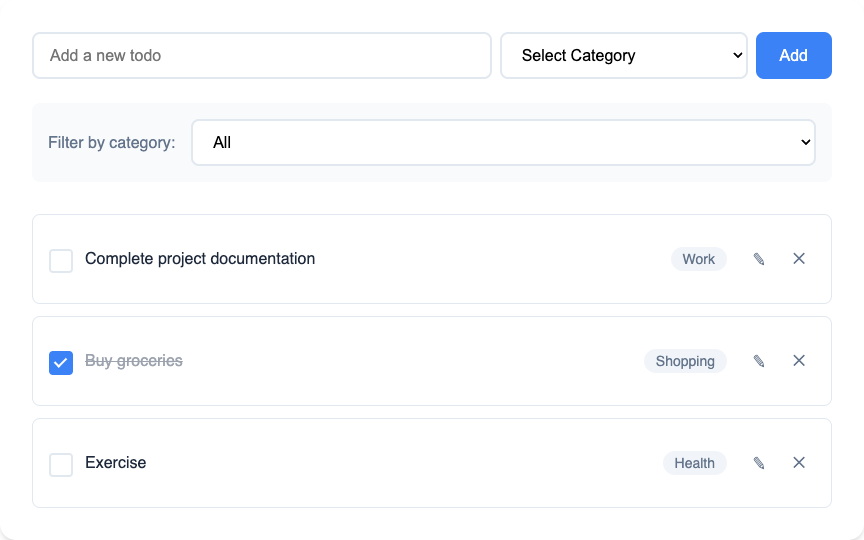 Add a new todo Select Category Add
Filter by category: All
Complete project documentation Work
Buy groceries Shopping
Exercise Health